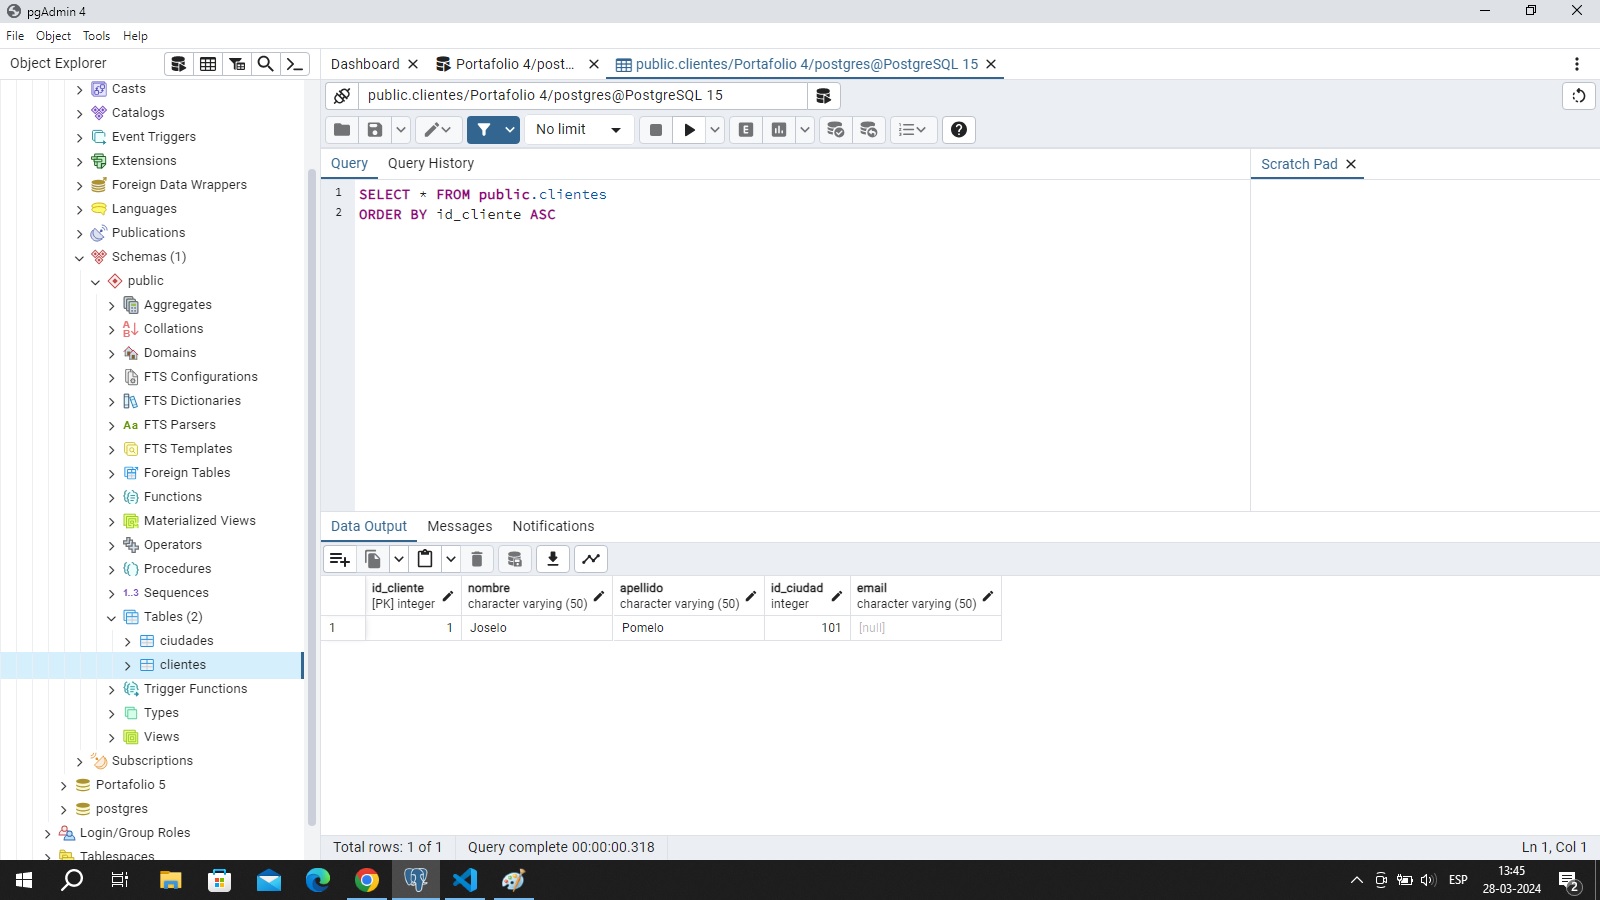 pgAdmin 4
File Object Tools Help
Object Explorer
Dashboard Portafolio 4/post... public.clientes/Portafolio 4/postgres@PostgreSQL 15
public.clientes/Portafolio 4/postgres@PostgreSQL 15
No limit
Query Query History
Scratch Pad
1 SELECT * FROM public.clientes
2 ORDER BY id_cliente ASC
Casts
Catalogs
Event Triggers
Extensions
Foreign Data Wrappers
Languages
Publications
Schemas (1)
public
Aggregates
Collations
Domains
FTS Configurations
FTS Dictionaries
Aa FTS Parsers
FTS Templates
Foreign Tables
Functions
Materialized Views
Operators
Procedures
1..3 Sequences
Tables (2)
ciudades
clientes
Trigger Functions
Types
Views
Subscriptions
Portafolio 5
postgres
Login/Group Roles
Tablespaces
Data Output Messages Notifications
id_cliente nombre apellido id_ciudad email
[PK] integer character varying (50) character varying (50) integer character varying (50)
1 1 Joselo Pomelo 101 [null]
Total rows: 1 of 1 Query complete 00:00:00.318 Ln 1, Col 1
ESP
13:45
28-03-2024
2